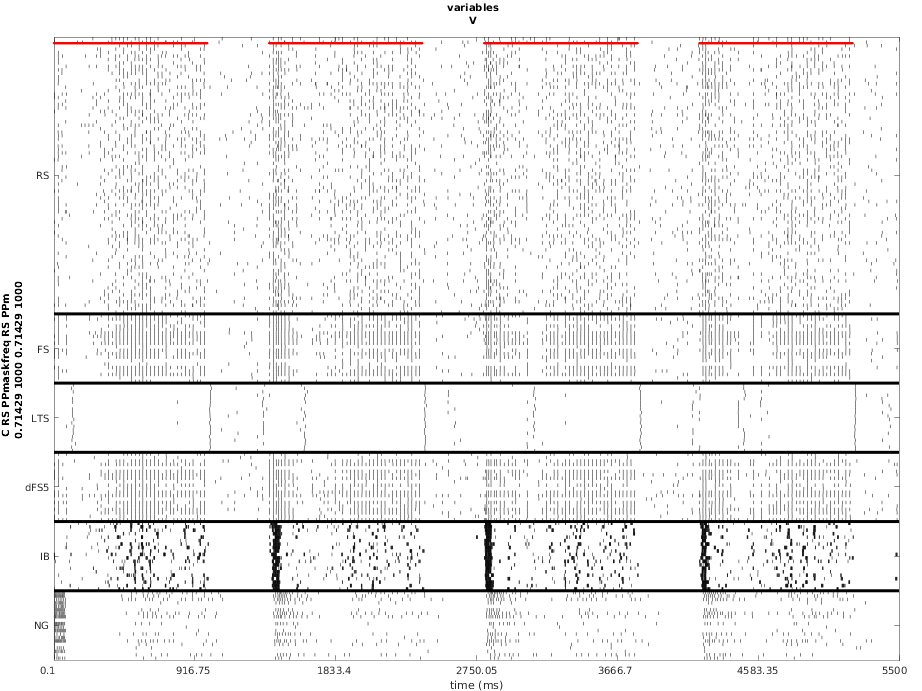 variables
V
RS
FS
LTS
dFS5
IB
NG
C RS PPmaskfreq RS PPm
0.71429 1000 0.71429 1000
0.1 916.75 1833.4 2750.05 3666.7 4583.35 5500
time (ms)